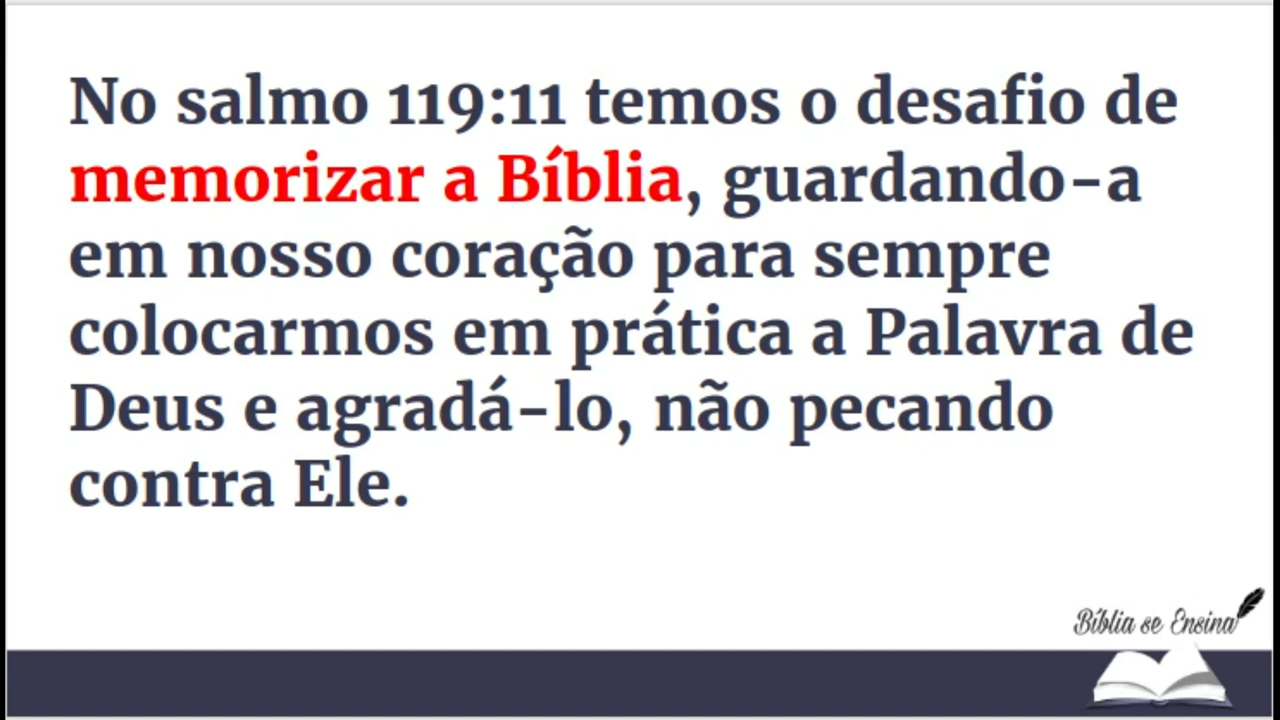 No salmo 119:11 temos o desafio de
memorizar a Bíblia, guardando-a
em nosso coração para sempre
colocarmos em prática a Palavra de
Deus e agradá-lo, não pecando
contra Ele.
Bíblia se Ensina